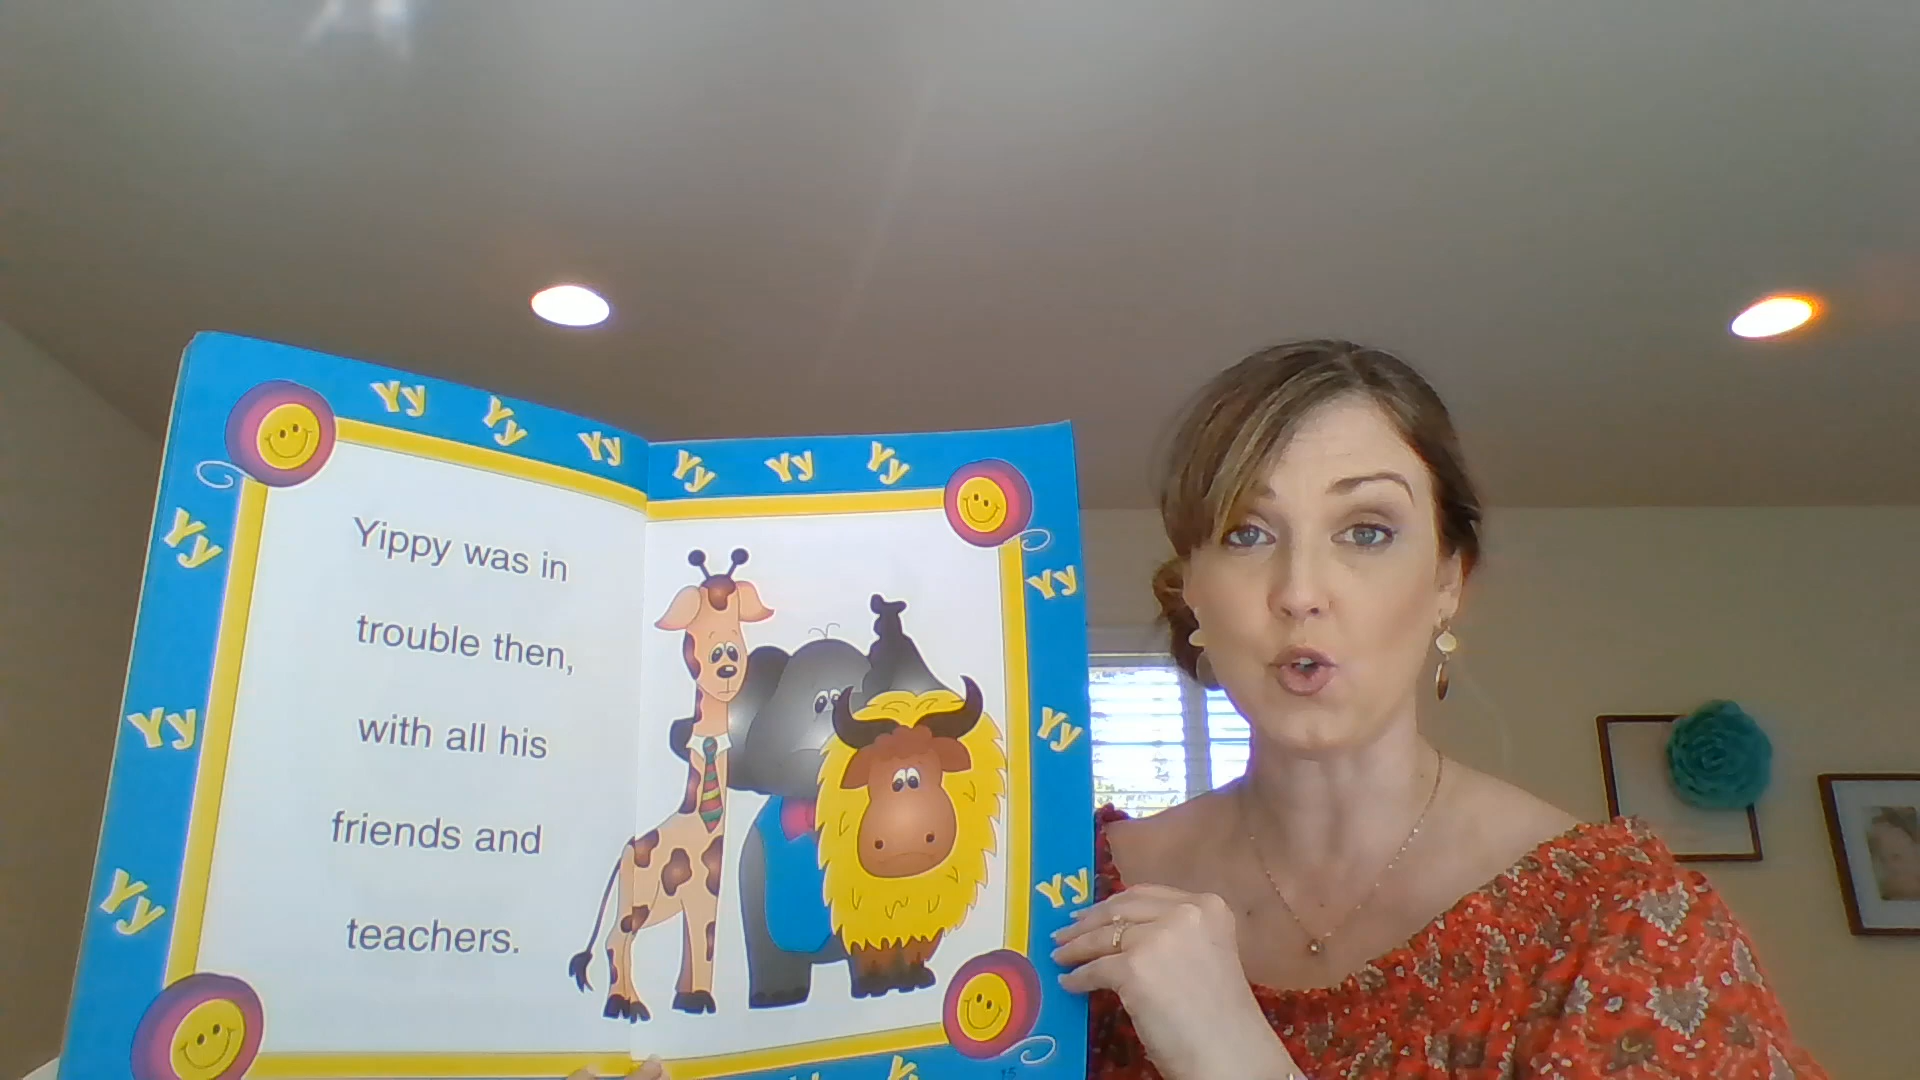 Yy Yy Yy Yy Yy Yy
Yy
Yy
Yy
Yippy was in
trouble then,
with all his
friends and
teachers.
Yy
Yy
Yy
15